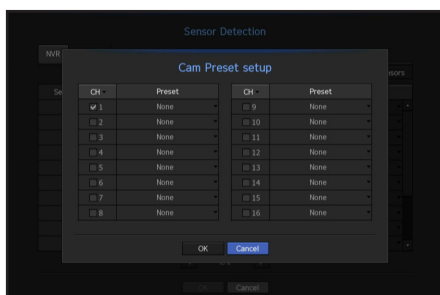 Sensor Detection
NVR
Cam Preset setup
CH Preset CH Preset
1 None 9 None
2 None 10 None
3 None 11 None
4 None 12 None
5 None 13 None
6 None 14 None
7 None 15 None
8 None 16 None
OK Cancel
OK Cancel